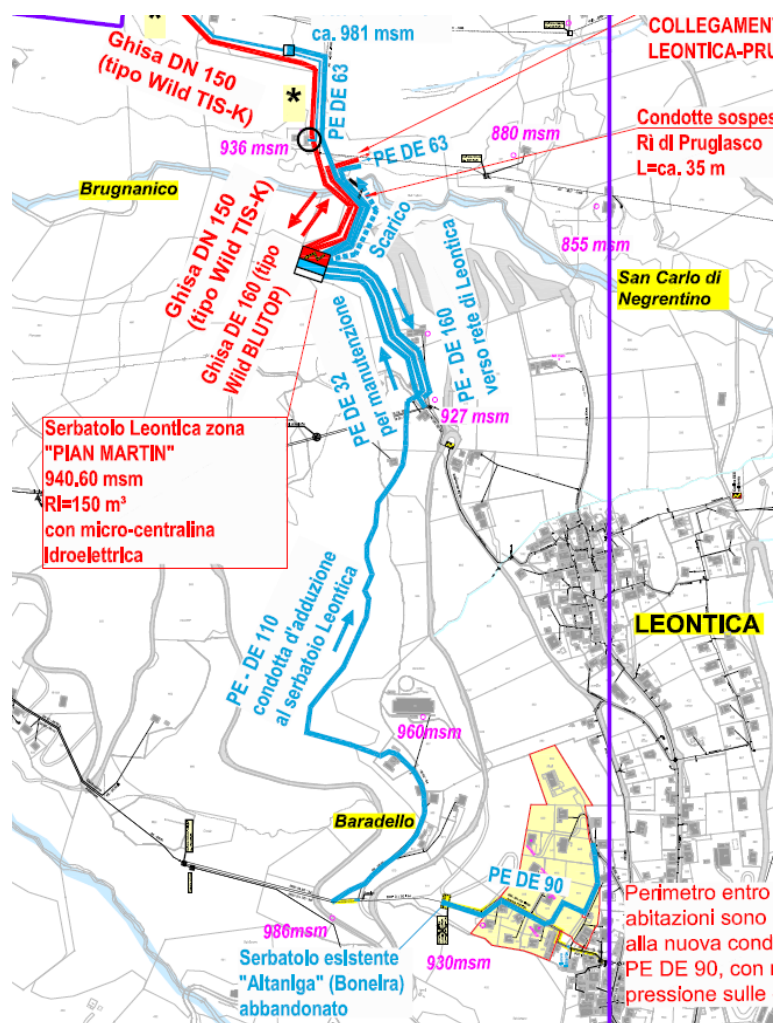 ca. 981 msm
Ghisa DN 150
(tipo Wild TIS-K)
*
*
PE DE 63
COLLEGAMEN
LEONTICA-PRU
936 msm
PE DE 63
880 msm
Condotte sospes
Rì di Pruglasco
L=ca. 35 m
Brugnanico
Scarico
855 msm
San Carlo di
Negrentino
Ghisa DN 150
(tipo Wild TIS-K)
Ghisa DE 160 (tipo
Wild BLUTOP)
PE DE 32
per manutenzione
PE - DE 160
verso rete di Leontica
927 msm
Serbatoio Leontica zona
"PIAN MARTIN"
940.60 msm
RI=150 m³
con micro-centralina
idroelettrica
PE - DE 110
condotta d'adduzione
al serbatoio Leontica
LEONTICA
960msm
Baradello
PE DE 90
986msm
930msm
Serbatoio esistente
"Altaniga" (Boneira)
abbandonato
Perimetro entro
abitazioni sono
alla nuova cond
PE DE 90, con r
pressione sulle